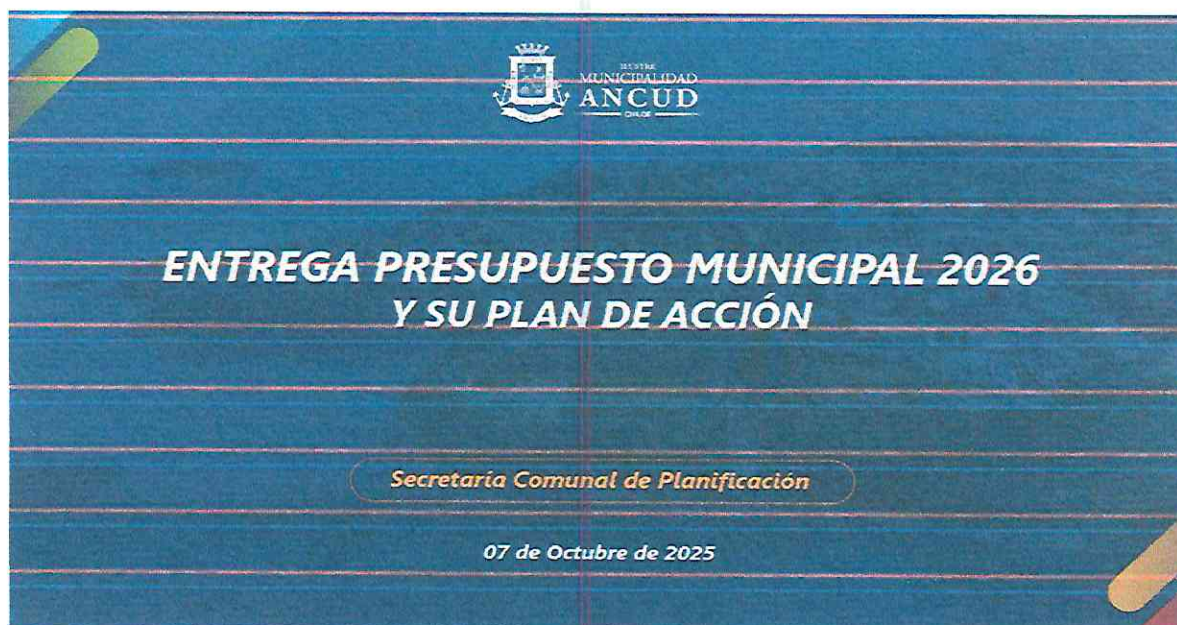 ILUSTRE
MUNICIPALIDAD
ANCUD
CHILOÉ
ENTREGA PRESUPUESTO MUNICIPAL 2026
Y SU PLAN DE ACCIÓN
Secretaría Comunal de Planificación
07 de Octubre de 2025